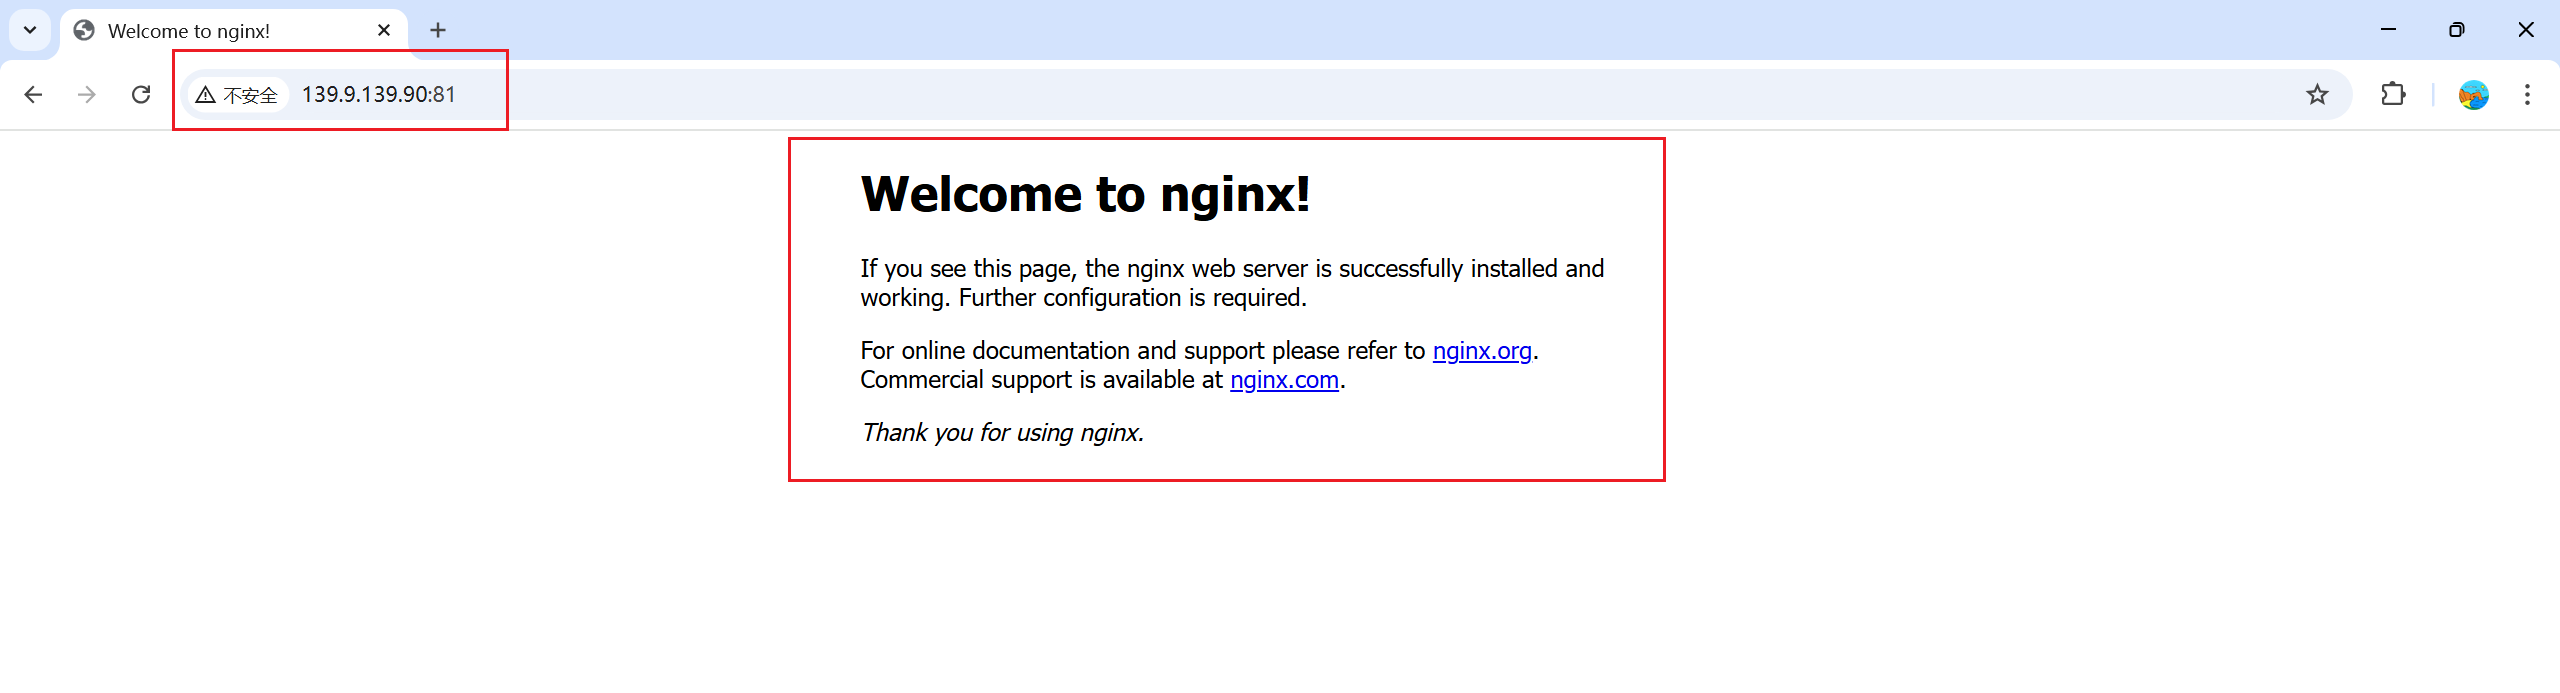 Welcome to nginx!
不安全 139.9.139.90:81
Welcome to nginx!
If you see this page, the nginx web server is successfully installed and
working. Further configuration is required.
For online documentation and support please refer to nginx.org.
Commercial support is available at nginx.com.
Thank you for using nginx.